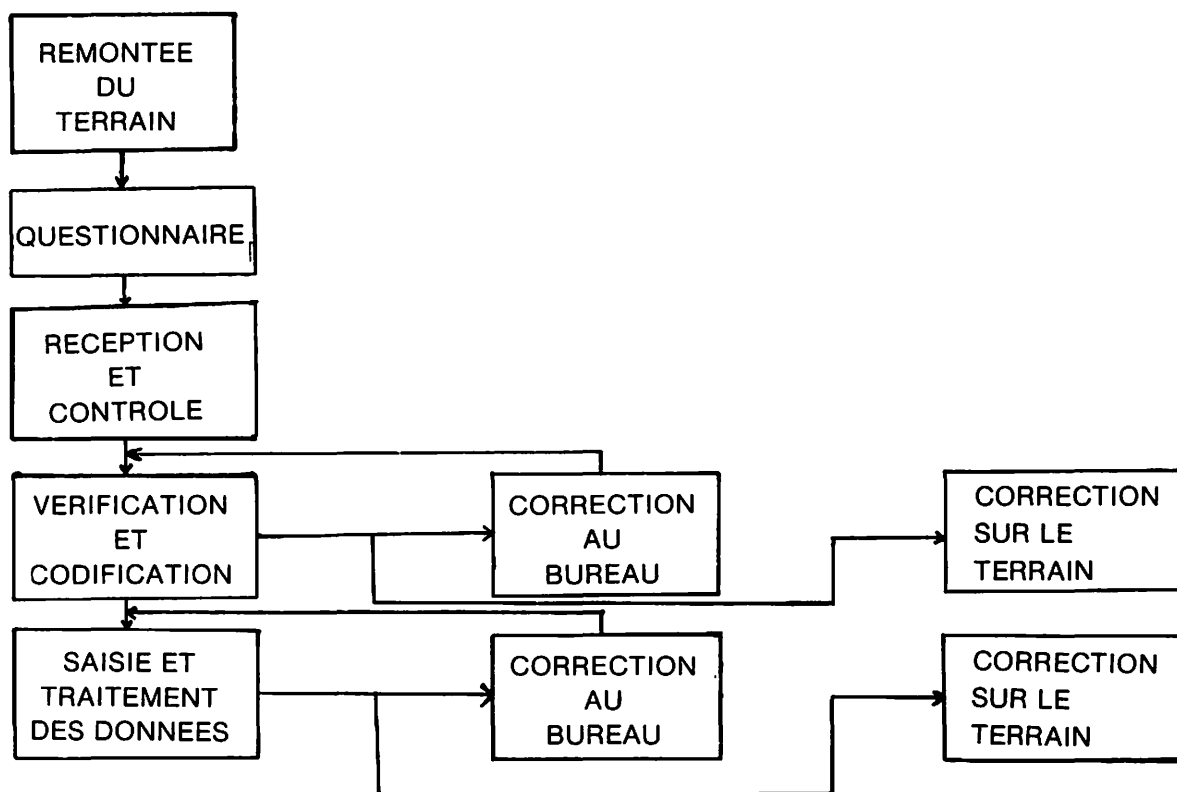 REMONTEE
DU
TERRAIN
QUESTIONNAIRE
RECEPTION
ET
CONTROLE
VERIFICATION
ET
CODIFICATION
CORRECTION
AU
BUREAU
CORRECTION
SUR LE
TERRAIN
SAISIE ET
TRAITEMENT
DES DONNEES
CORRECTION
AU
BUREAU
CORRECTION
SUR LE
TERRAIN